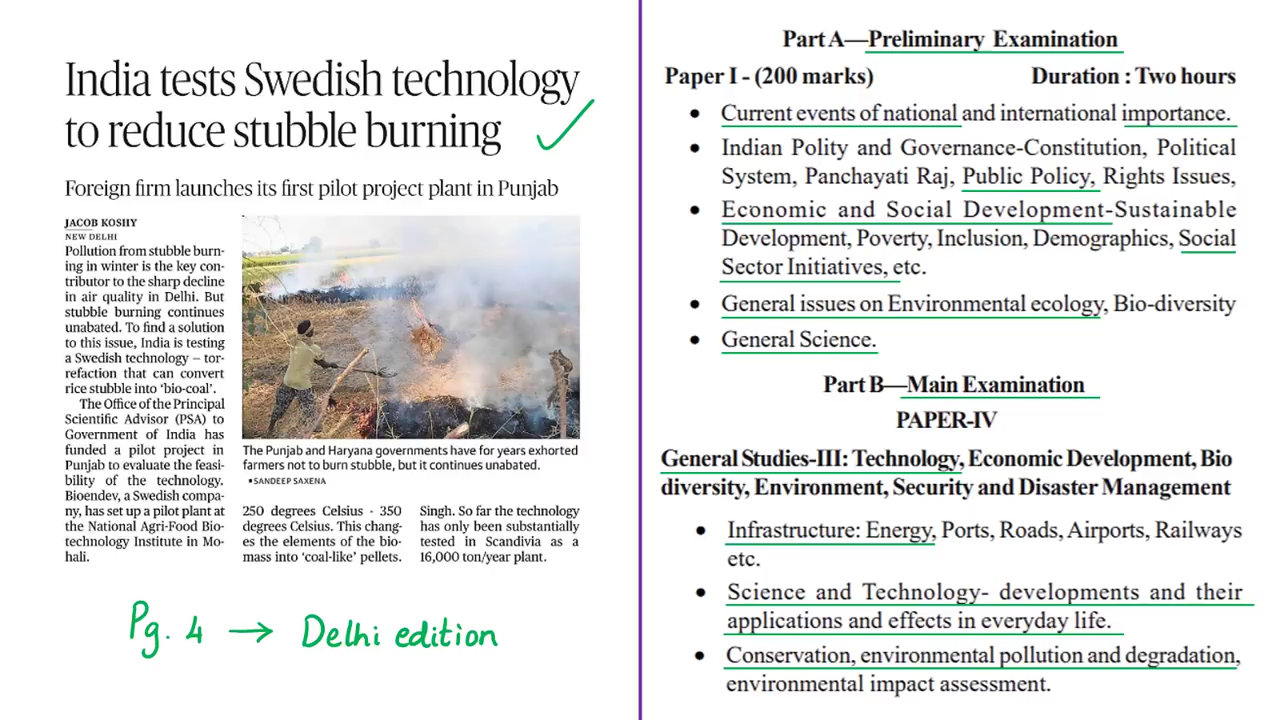 India tests Swedish technology
to reduce stubble burning
Foreign firm launches its first pilot project plant in Punjab
JACOB KOSHY
NEW DELHI
Pollution from stubble burn-
ing in winter is the key con-
tributor to the sharp decline
in air quality in Delhi. But
stubble burning continues
unabated. To find a solution
to this issue, India is testing
a Swedish technology – tor-
refaction that can convert
rice stubble into 'bio-coal'.
The Office of the Principal
Scientific Advisor (PSA) to
Government of India has
funded a pilot project in
Punjab to evaluate the feasi-
bility of the technology.
Bioendev, a Swedish compa-
ny, has set up a pilot plant at
the National Agri-Food Bio-
technology Institute in Mo-
hali.
The Punjab and Haryana governments have for years exhorted
farmers not to burn stubble, but it continues unabated.
•SANDEEP SAXENA
250 degrees Celsius - 350
degrees Celsius. This chang-
es the elements of the bio-
mass into 'coal-like' pellets.
Singh. So far the technology
has only been substantially
tested in Scandivia as a
16,000 ton/year plant.
Pg. 4 → Delhi edition
Part A—Preliminary Examination
Paper I - (200 marks) Duration : Two hours
• Current events of national and international importance.
• Indian Polity and Governance-Constitution, Political
System, Panchayati Raj, Public Policy, Rights Issues,
• Economic and Social Development-Sustainable
Development, Poverty, Inclusion, Demographics, Social
Sector Initiatives, etc.
• General issues on Environmental ecology, Bio-diversity
• General Science.
Part B—Main Examination
PAPER-IV
General Studies-III: Technology, Economic Development, Bio
diversity, Environment, Security and Disaster Management
• Infrastructure: Energy, Ports, Roads, Airports, Railways
etc.
• Science and Technology- developments and their
applications and effects in everyday life.
• Conservation, environmental pollution and degradation,
environmental impact assessment.